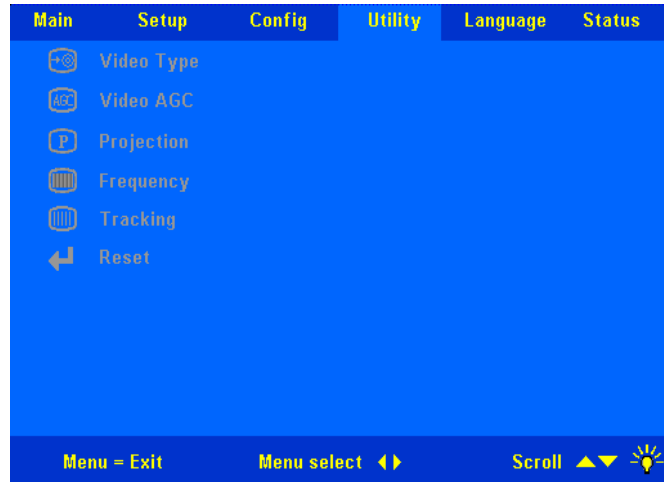 Main Setup Config Utility Language Status
Video Type
AGC Video AGC
P Projection
Frequency
Tracking
Reset
Menu = Exit Menu select Scroll